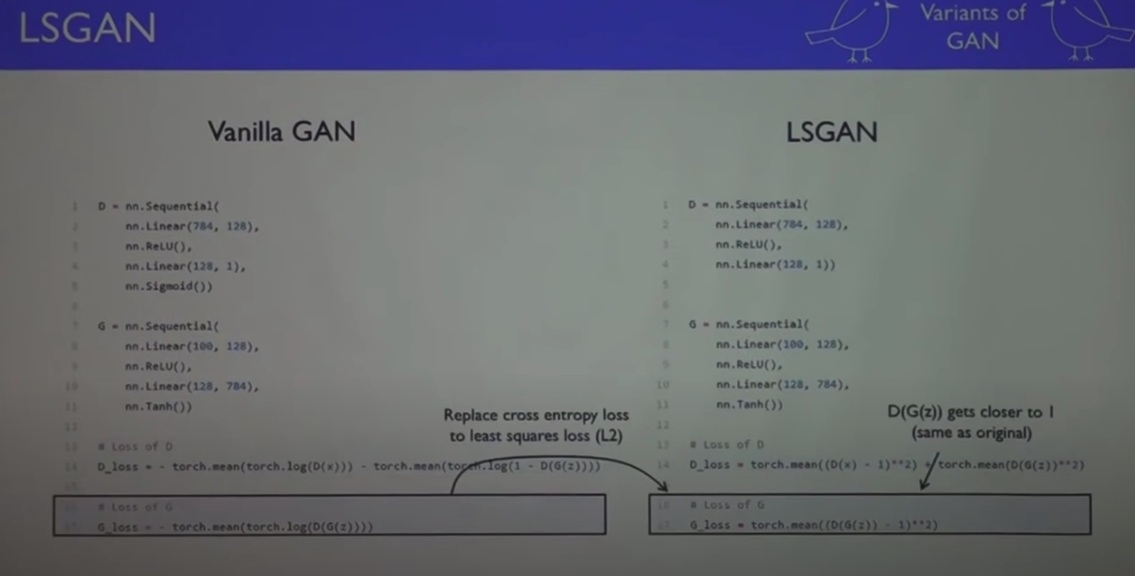 LSGAN
Variants of
GAN
Vanilla GAN
1 D = nn.Sequential(
2 nn.Linear(784, 128),
3 nn.ReLU(),
4 nn.Linear(128, 1),
5 nn.Sigmoid())
6
7 G = nn.Sequential(
8 nn.Linear(100, 128),
9 nn.ReLU(),
10 nn.Linear(128, 784),
11 nn.Tanh())
12
13 # Loss of D
14 D_loss = - torch.mean(torch.log(D(x))) - torch.mean(torch.log(1 - D(G(z))))
15
16 # Loss of G
17 G_loss = - torch.mean(torch.log(D(G(z))))
Replace cross entropy loss
to least squares loss (L2)
LSGAN
1 D = nn.Sequential(
2 nn.Linear(784, 128),
3 nn.ReLU(),
4 nn.Linear(128, 1))
5
6
7 G = nn.Sequential(
8 nn.Linear(100, 128),
9 nn.ReLU(),
10 nn.Linear(128, 784),
11 nn.Tanh())
12
13 # Loss of D
14 D_loss = torch.mean((D(x) - 1)**2) + torch.mean(D(G(z))**2)
16 # Loss of G
17 G_loss = torch.mean((D(G(z)) - 1)**2)
D(G(z)) gets closer to 1
(same as original)